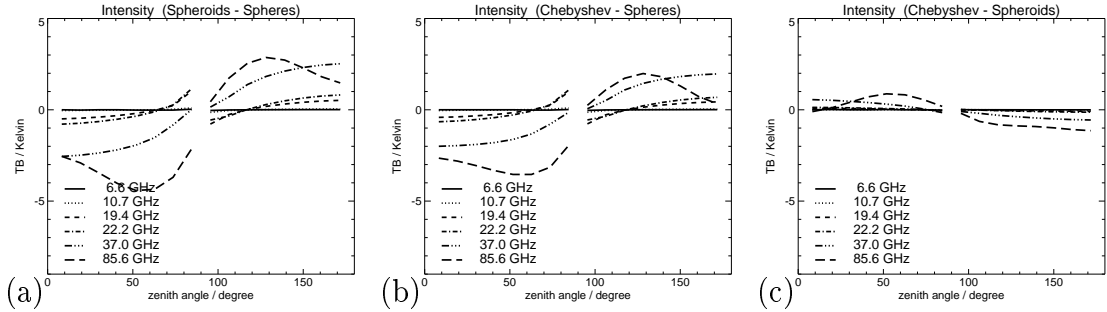 Intensity (Spheroids - Spheres)
5
0
-5
TB / Kelvin
6.6 GHz
10.7 GHz
19.4 GHz
22.2 GHz
37.0 GHz
85.6 GHz
0 50 100 150
zenith angle / degree
(a)
Intensity (Chebyshev - Spheres)
5
0
-5
TB / Kelvin
6.6 GHz
10.7 GHz
19.4 GHz
22.2 GHz
37.0 GHz
85.6 GHz
0 50 100 150
zenith angle / degree
(b)
Intensity (Chebyshev - Spheroids)
5
0
-5
TB / Kelvin
6.6 GHz
10.7 GHz
19.4 GHz
22.2 GHz
37.0 GHz
85.6 GHz
0 50 100 150
zenith angle / degree
(c)